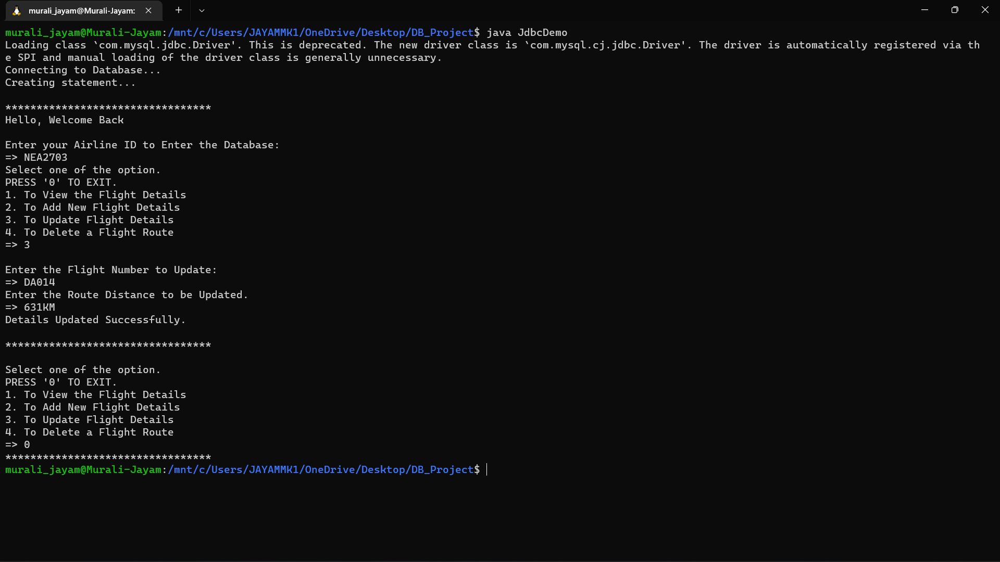 murali_jayam@Murali-Jayam:
murali_jayam@Murali-Jayam:/mnt/c/Users/JAYAMMK1/OneDrive/Desktop/DB_Project$ java JdbcDemo
Loading class `com.mysql.jdbc.Driver'. This is deprecated. The new driver class is `com.mysql.cj.jdbc.Driver'. The driver is automatically registered via th
e SPI and manual loading of the driver class is generally unnecessary.
Connecting to Database...
Creating statement...
*********************************
Hello, Welcome Back
Enter your Airline ID to Enter the Database:
=> NEA2703
Select one of the option.
PRESS '0' TO EXIT.
1. To View the Flight Details
2. To Add New Flight Details
3. To Update Flight Details
4. To Delete a Flight Route
=> 3
Enter the Flight Number to Update:
=> DA014
Enter the Route Distance to be Updated.
=> 631KM
Details Updated Successfully.
*********************************
Select one of the option.
PRESS '0' TO EXIT.
1. To View the Flight Details
2. To Add New Flight Details
3. To Update Flight Details
4. To Delete a Flight Route
=> 0
*********************************
murali_jayam@Murali-Jayam:/mnt/c/Users/JAYAMMK1/OneDrive/Desktop/DB_Project$